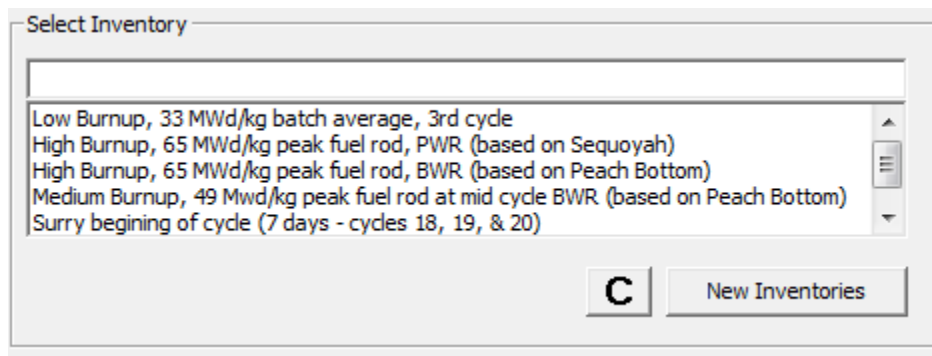 Select Inventory
Low Burnup, 33 MWd/kg batch average, 3rd cycle
High Burnup, 65 MWd/kg peak fuel rod, PWR (based on Sequoyah)
High Burnup, 65 MWd/kg peak fuel rod, BWR (based on Peach Bottom)
Medium Burnup, 49 Mwd/kg peak fuel rod at mid cycle BWR (based on Peach Bottom)
Surry begining of cycle (7 days - cycles 18, 19, & 20)
C New Inventories